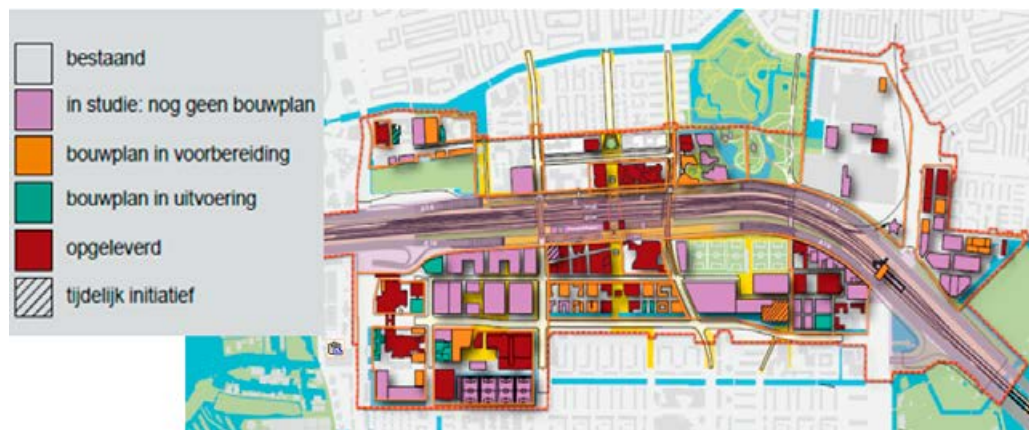 bestaand
in studie: nog geen bouwplan
bouwplan in voorbereiding
bouwplan in uitvoering
opgeleverd
tijdelijk initiatief